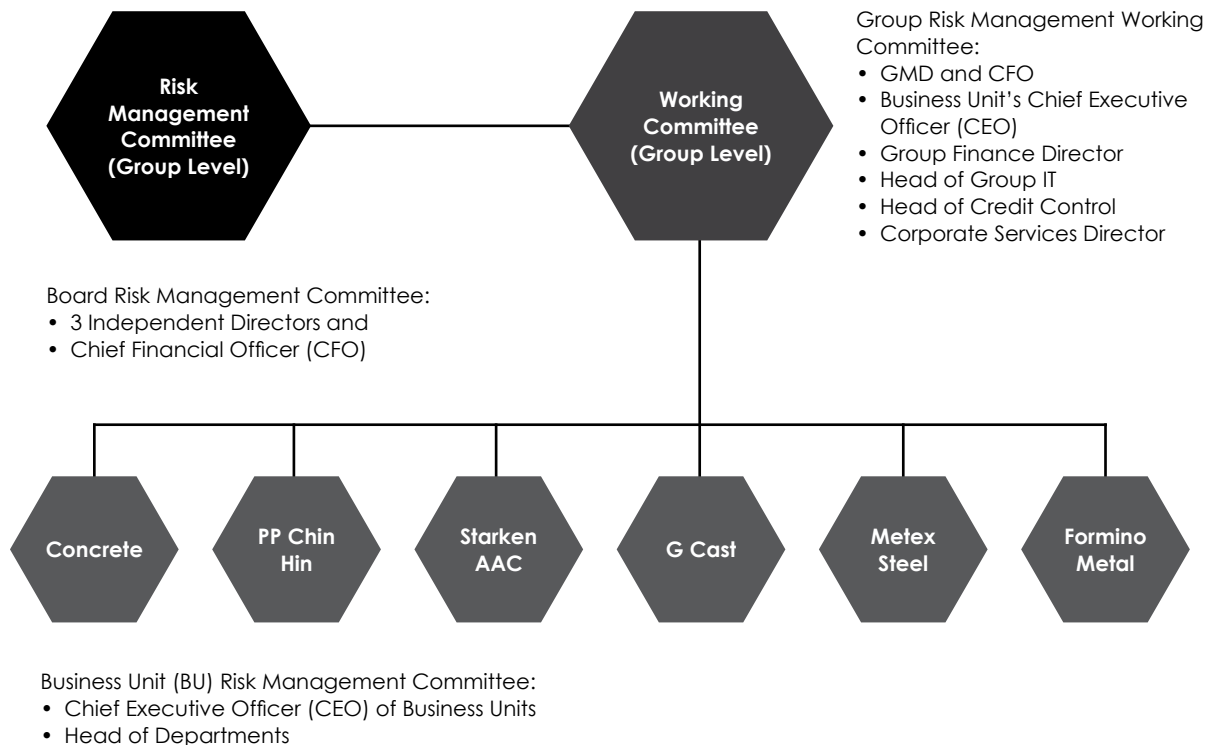 Risk
Management
Committee
(Group Level)
Working
Committee
(Group Level)
Group Risk Management Working
Committee:
• GMD and CFO
• Business Unit's Chief Executive
Officer (CEO)
• Group Finance Director
• Head of Group IT
• Head of Credit Control
• Corporate Services Director
Board Risk Management Committee:
• 3 Independent Directors and
• Chief Financial Officer (CFO)
Concrete
PP Chin
Hin
Starken
AAC
G Cast
Metex
Steel
Formino
Metal
Business Unit (BU) Risk Management Committee:
• Chief Executive Officer (CEO) of Business Units
• Head of Departments